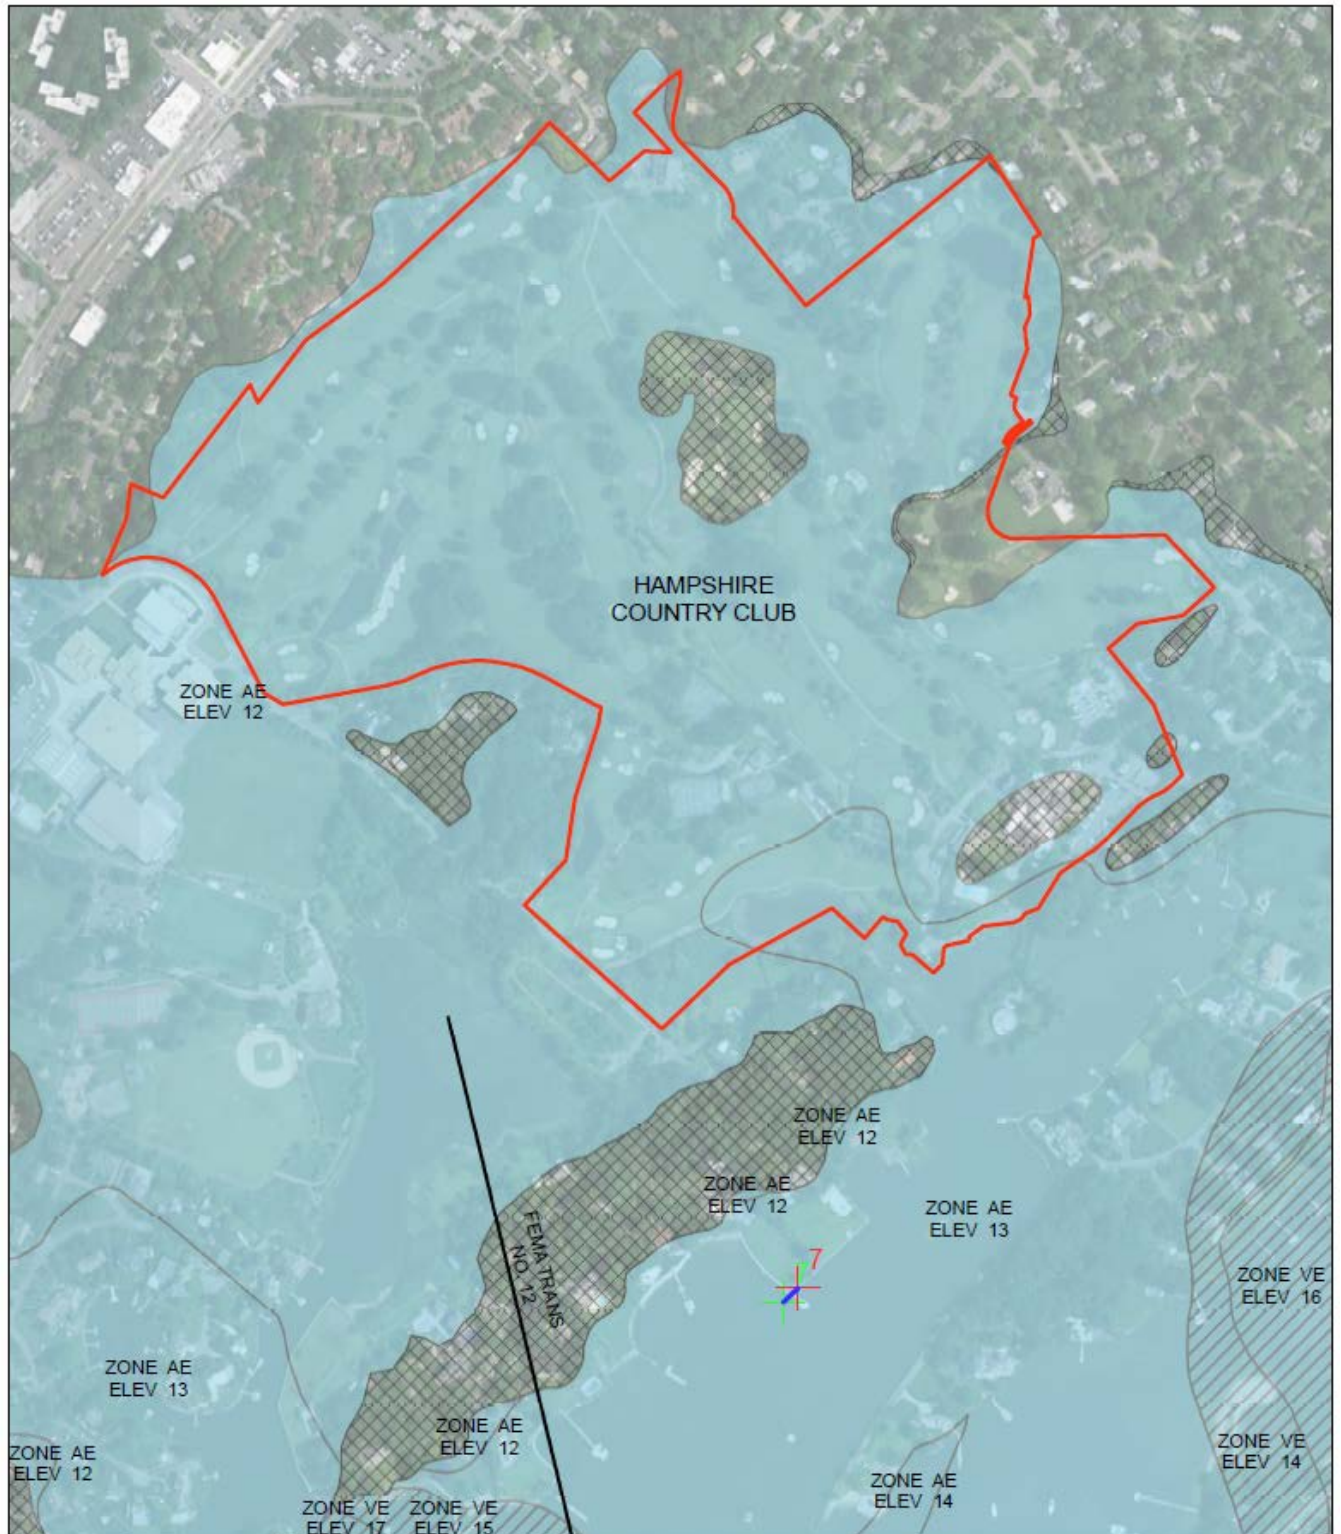 HAMPSHIRE
COUNTRY CLUB
ZONE AE
ELEV 12
ZONE AE
ELEV 12
ZONE AE
ELEV 12
ZONE AE
ELEV 13
FEMA TRANS
NO. 12
7
7
ZONE VE
ELEV 16
ZONE AE
ELEV 13
ZONE AE
ELEV 12
ZONE AE
ELEV 12
ZONE VE
ELEV 14
ZONE AE
ELEV 14
ZONE VE
ELEV 17
ZONE VE
ELEV 15